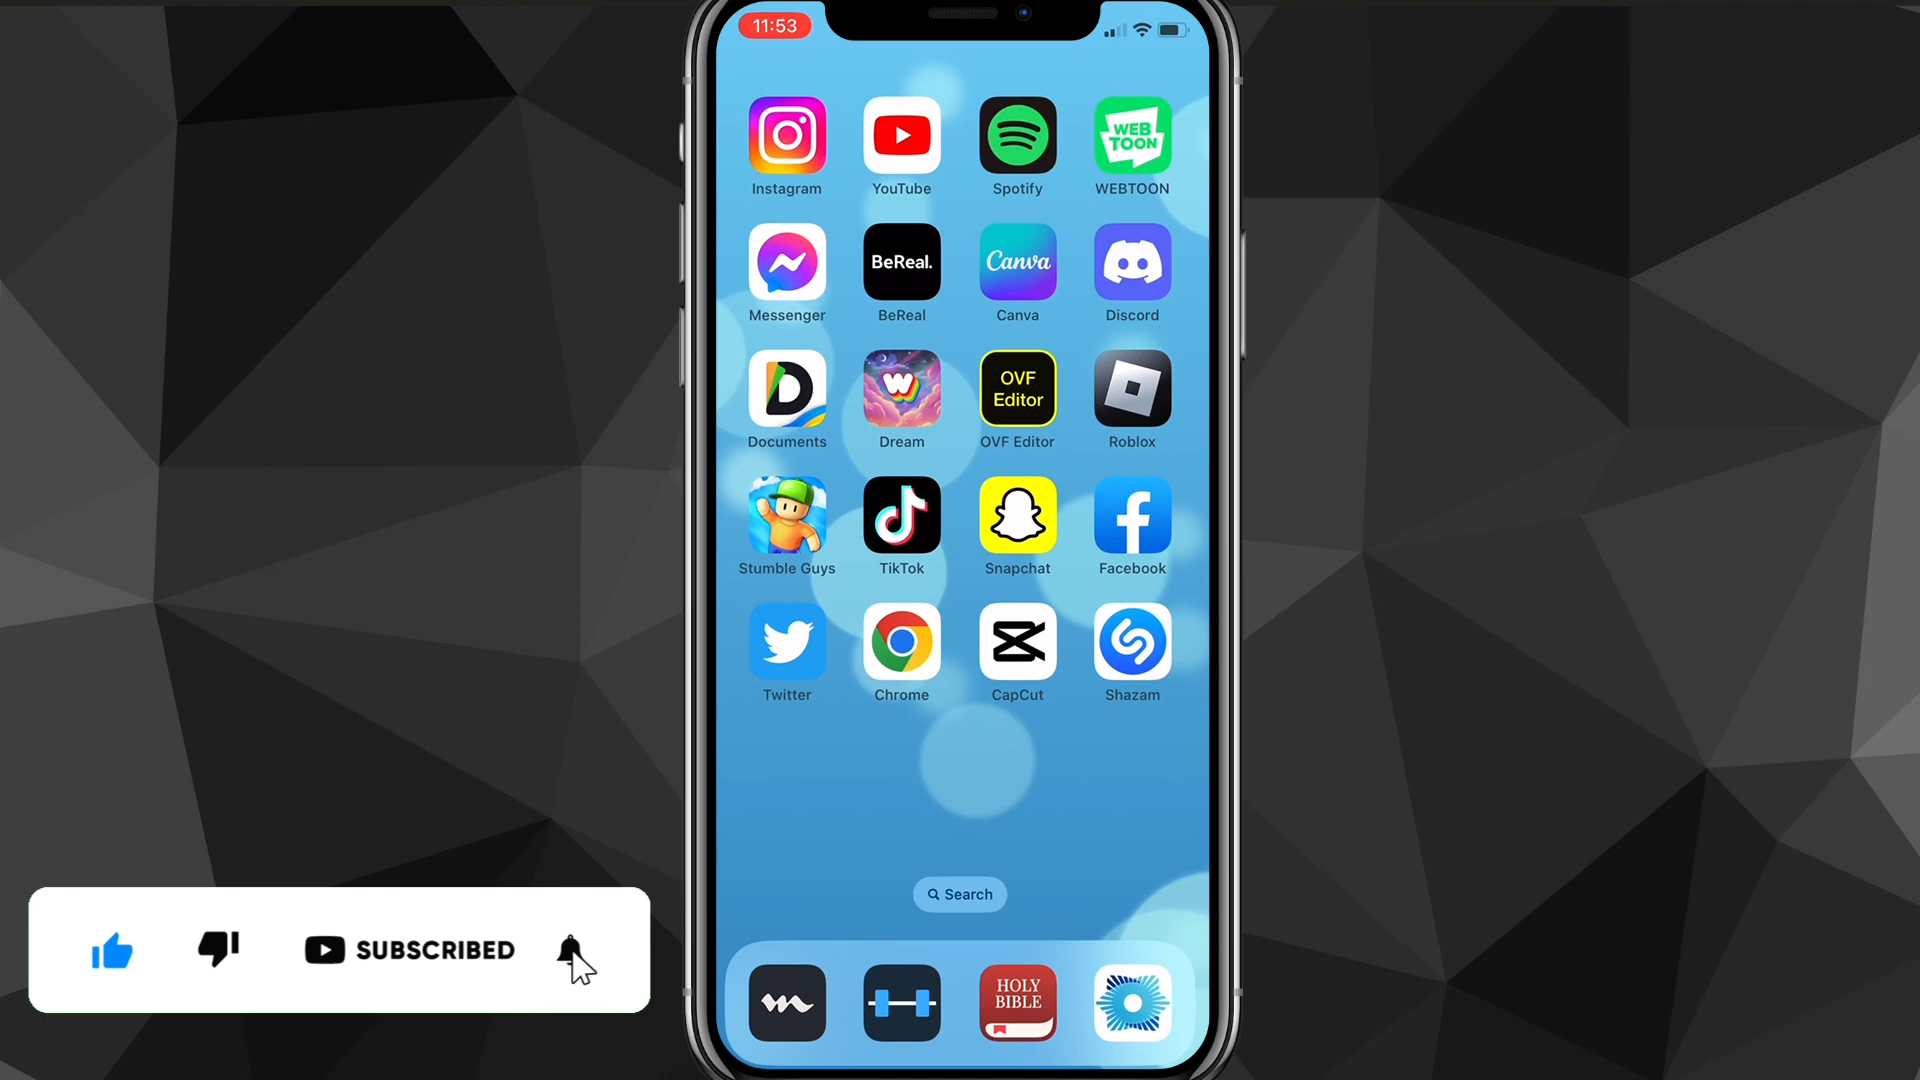 11:53
WEB
TOON
Instagram
YouTube
Spotify
WEBTOON
BeReal.
Canva
Messenger
BeReal
Canva
Discord
D
W
OVF
Editor
Documents
Dream
OVF Editor
Roblox
Stumble Guys
TikTok
Snapchat
Facebook
Twitter
Chrome
CapCut
Shazam
Search
SUBSCRIBED
HOLY
BIBLE